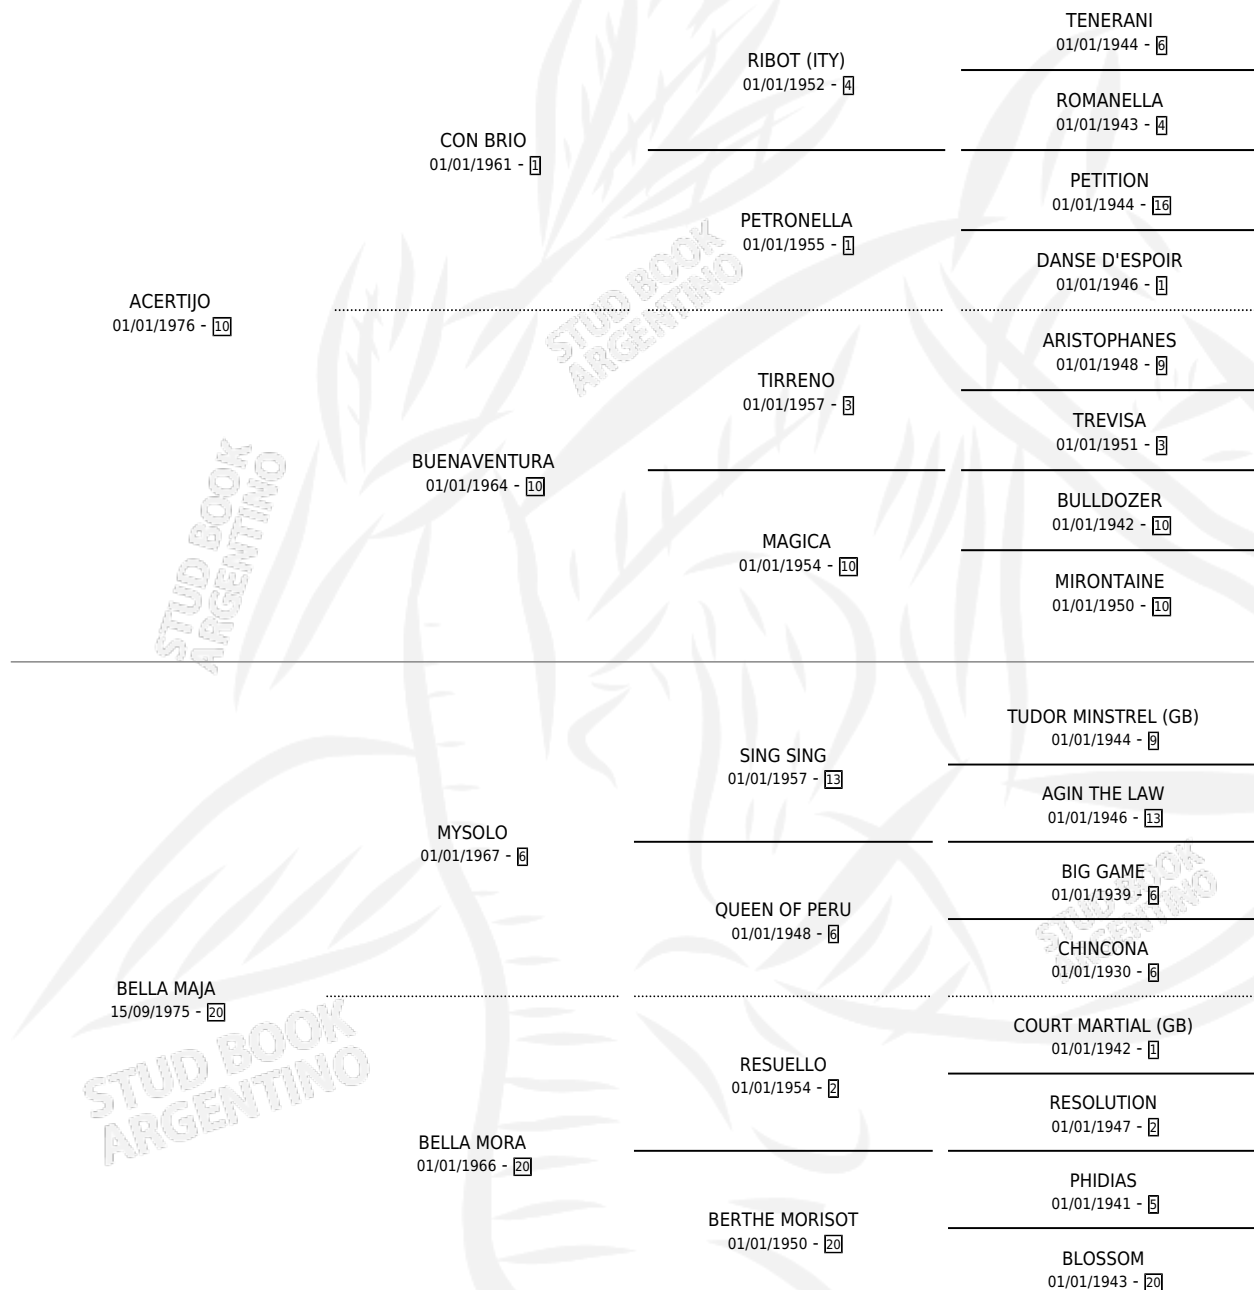 TENERANI
01/01/1944 - 6
RIBOT (ITY)
01/01/1952 - 4
ROMANELLA
01/01/1943 - 4
CON BRIO
01/01/1961 - 1
PETITION
01/01/1944 - 16
PETRONELLA
01/01/1955 - 1
DANSE D'ESPOIR
01/01/1946 - 1
ACERTIJO
01/01/1976 - 10
STUD BOOK
ARGENTINO
ARISTOPHANES
01/01/1948 - 9
TIRRENO
01/01/1957 - 3
TREVISA
01/01/1951 - 3
BUENAVENTURA
01/01/1964 - 10
BULLDOZER
01/01/1942 - 10
MAGICA
01/01/1954 - 10
MIRONTAINE
01/01/1950 - 10
STUD BOOK
ARGENTINO
TUDOR MINSTREL (GB)
01/01/1944 - 9
SING SING
01/01/1957 - 13
AGIN THE LAW
01/01/1946 - 13
MYSOLO
01/01/1967 - 6
BIG GAME
01/01/1939 - 6
QUEEN OF PERU
01/01/1948 - 6
CHINCONA
01/01/1930 - 6
STUD BOOK
ARGENTINO
BELLA MAJA
15/09/1975 - 20
COURT MARTIAL (GB)
01/01/1942 - 1
RESUELLO
01/01/1954 - 2
RESOLUTION
01/01/1947 - 2
BELLA MORA
01/01/1966 - 20
PHIDIAS
01/01/1941 - 5
BERTHE MORISOT
01/01/1950 - 20
BLOSSOM
01/01/1943 - 20
STUD BOOK
ARGENTINO